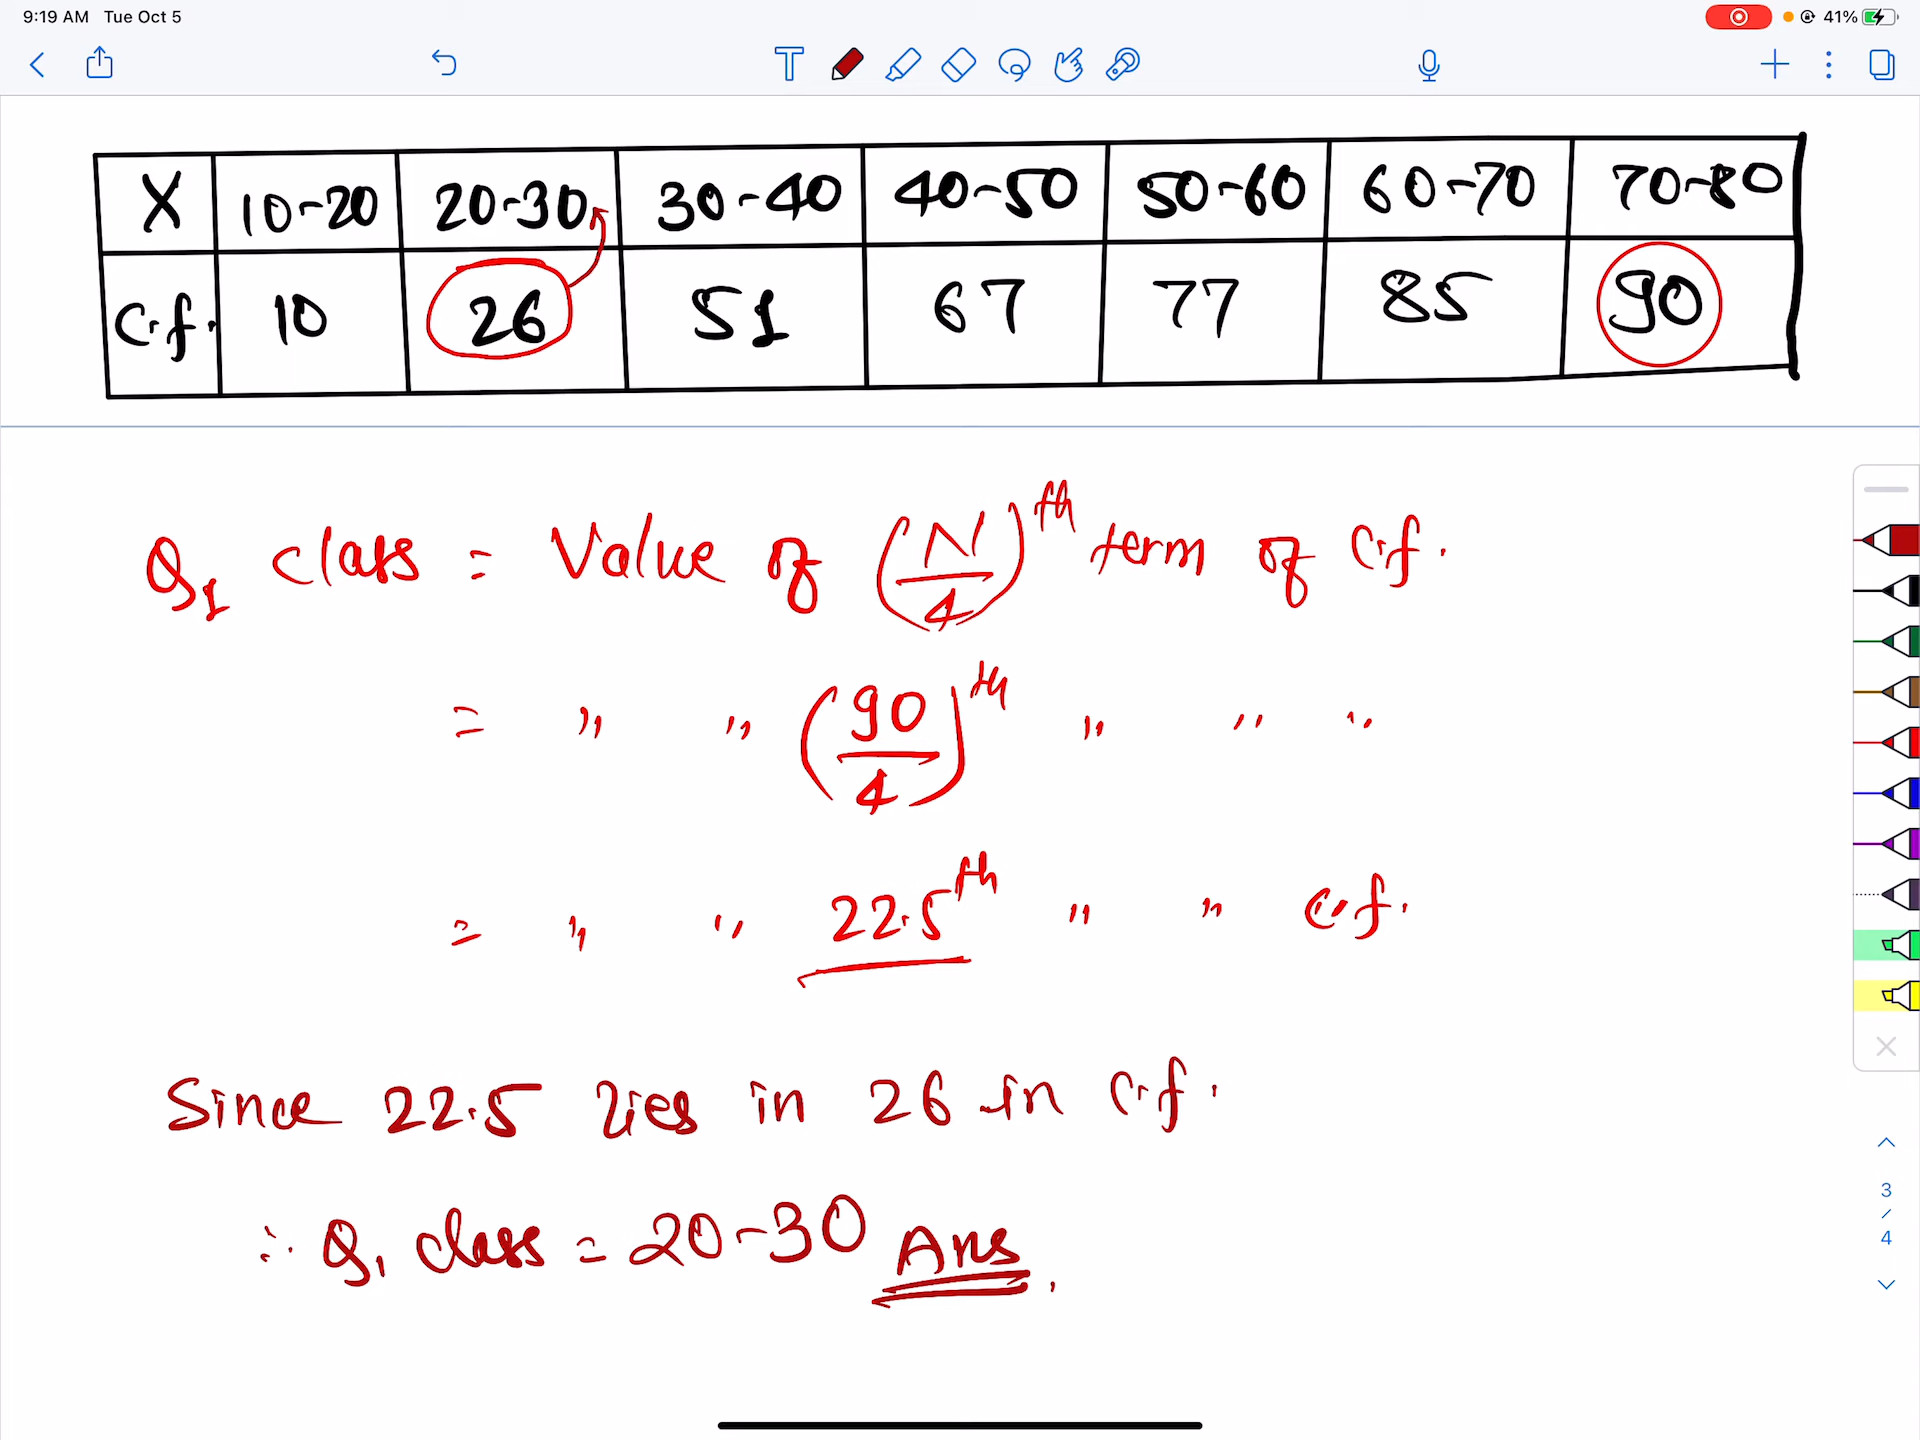 9:19 AM Tue Oct 5 41%
X 10-20 20-30 30-40 40-50 50-60 60-70 70-80
C.f. 10 26 51 67 77 85 90
Q1 class = Value of (N/4)th term of C.f.
= " " (90/4)th " " "
= " " 22.5th " " C.f.
Since 22.5 lies in 26 in C.f.
∴ Q1 class = 20-30 Ans.
3
/
4